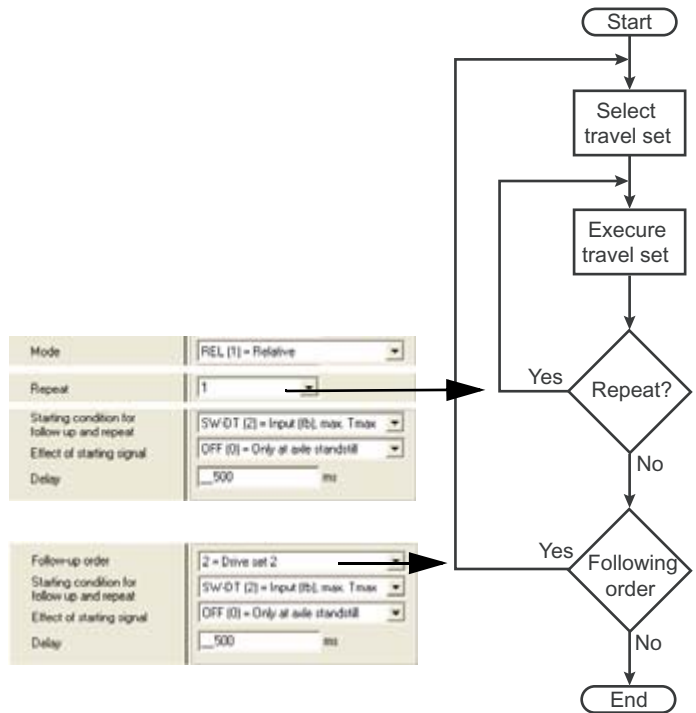 Start
Select
travel set
Execure
travel set
Mode
REL (1) = Relative
Repeat
1
Yes
Repeat?
Starting condition for
follow up and repeat
SW-DT (2) = Input (fb), max. Tmax
Effect of starting signal
OFF (0) = Only at axle standstill
Delay
__500
ms
No
Follow-up order
2 = Drive set 2
Yes
Following
order
Starting condition for
follow up and repeat
SW-DT (2) = Input (fb), max. Tmax
Effect of starting signal
OFF (0) = Only at axle standstill
Delay
__500
ms
No
End